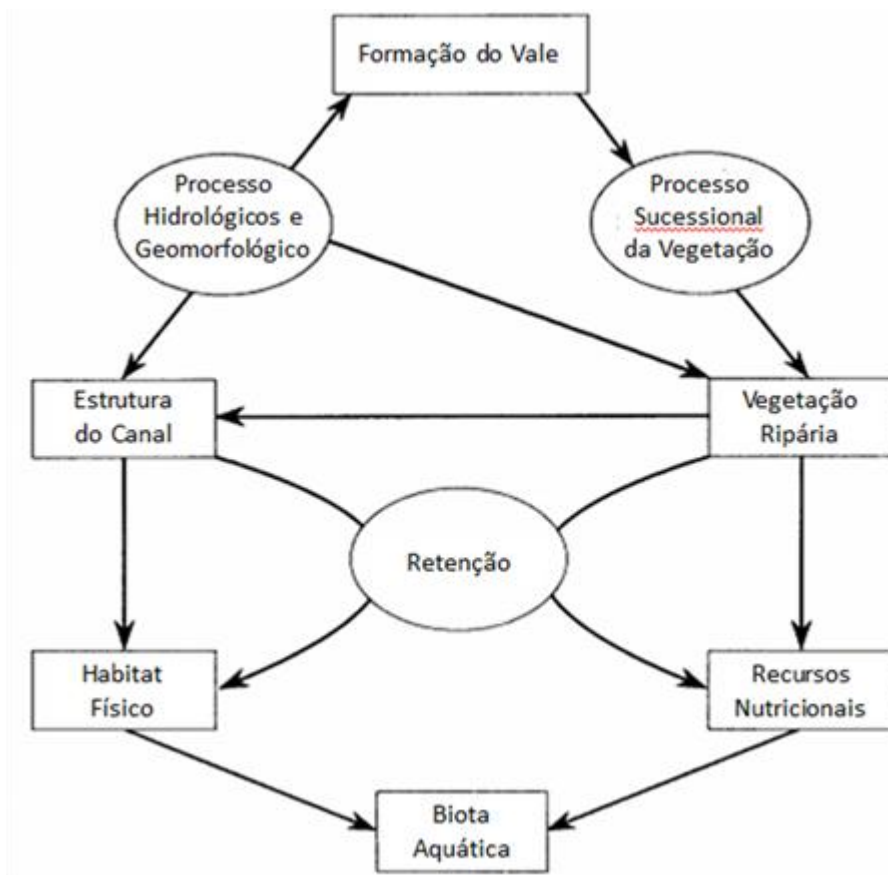 Formação do Vale
Processo
Hidrológicos e
Geomorfológico
Processo
Sucessional
da Vegetação
Estrutura
do Canal
Vegetação
Ripária
Retenção
Habitat
Físico
Recursos
Nutricionais
Biota
Aquática